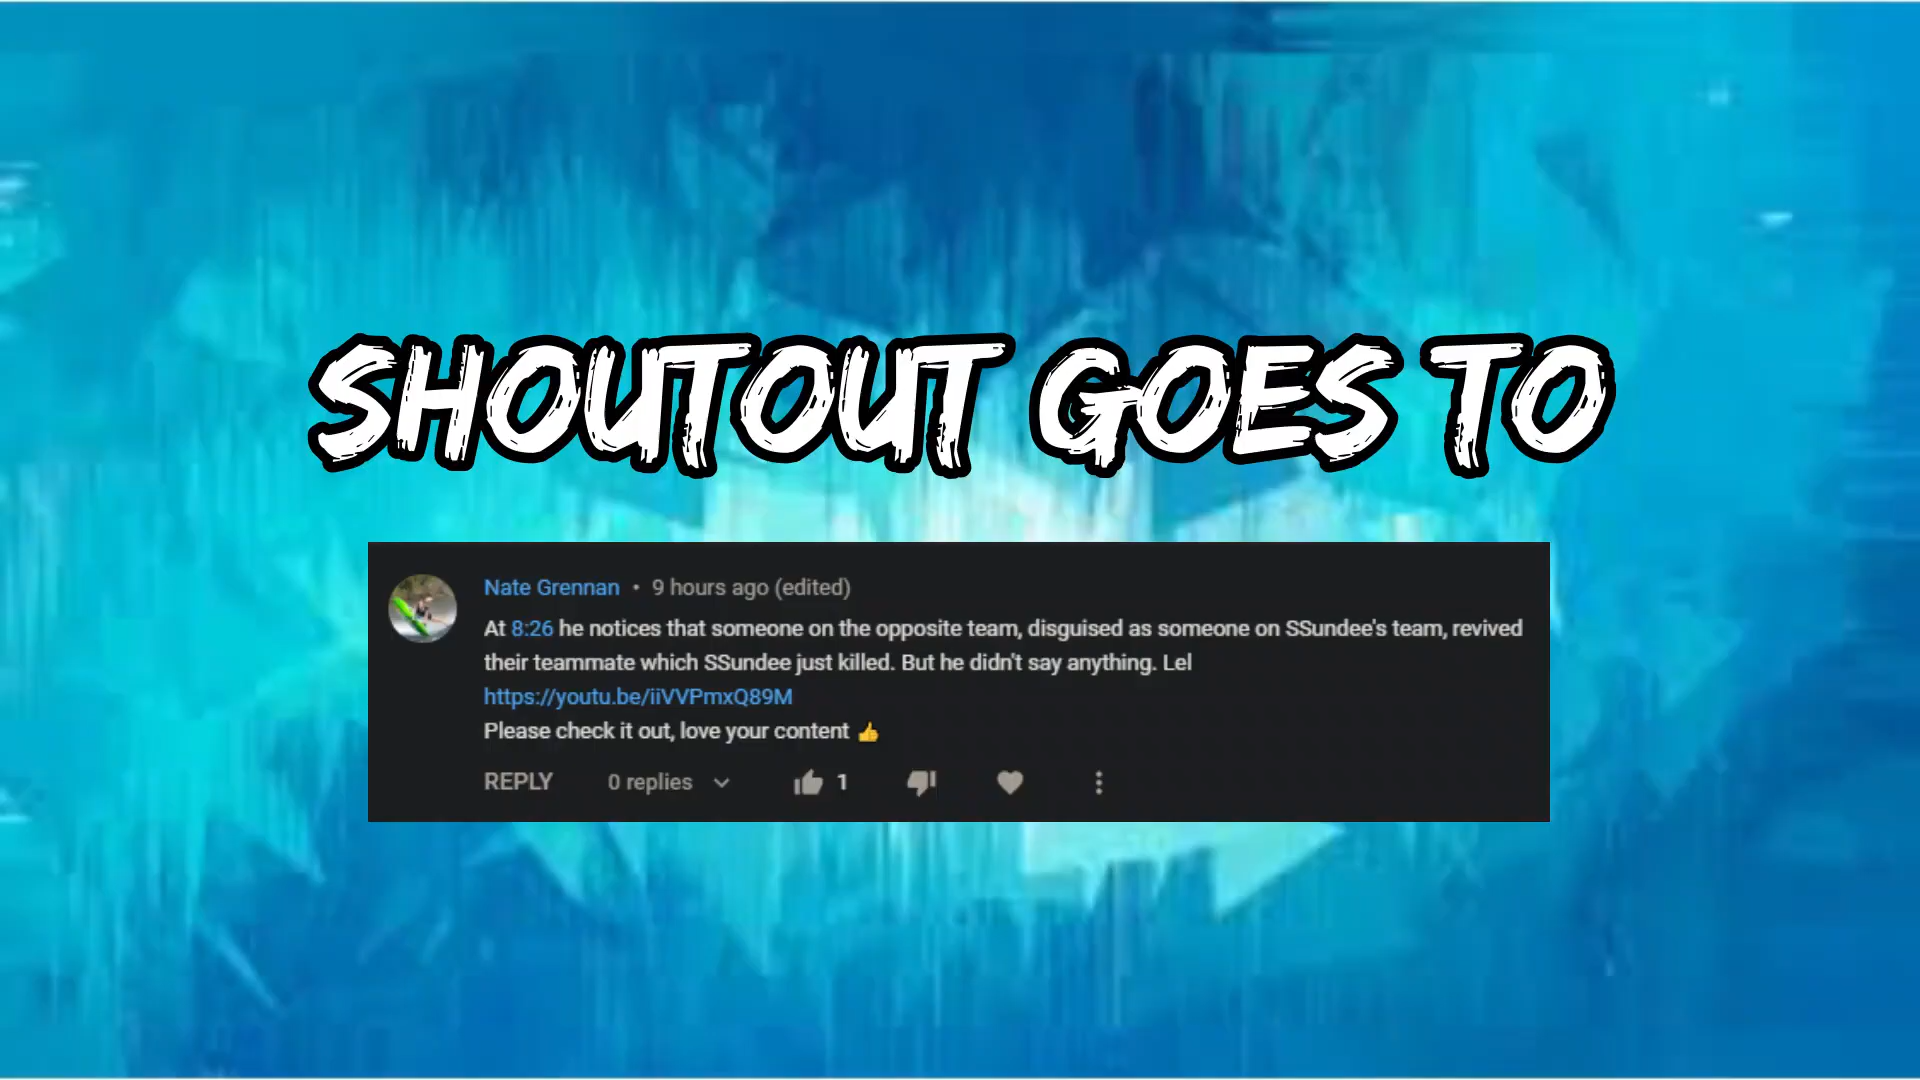 SHOUTOUT GOES TO
Nate Grennan • 9 hours ago (edited)
At 8:26 he notices that someone on the opposite team, disguised as someone on SSundee's team, revived
their teammate which SSundee just killed. But he didn't say anything. Lel
https://youtu.be/iiVVPmxQ89M
Please check it out, love your content 👍
REPLY 0 replies 1